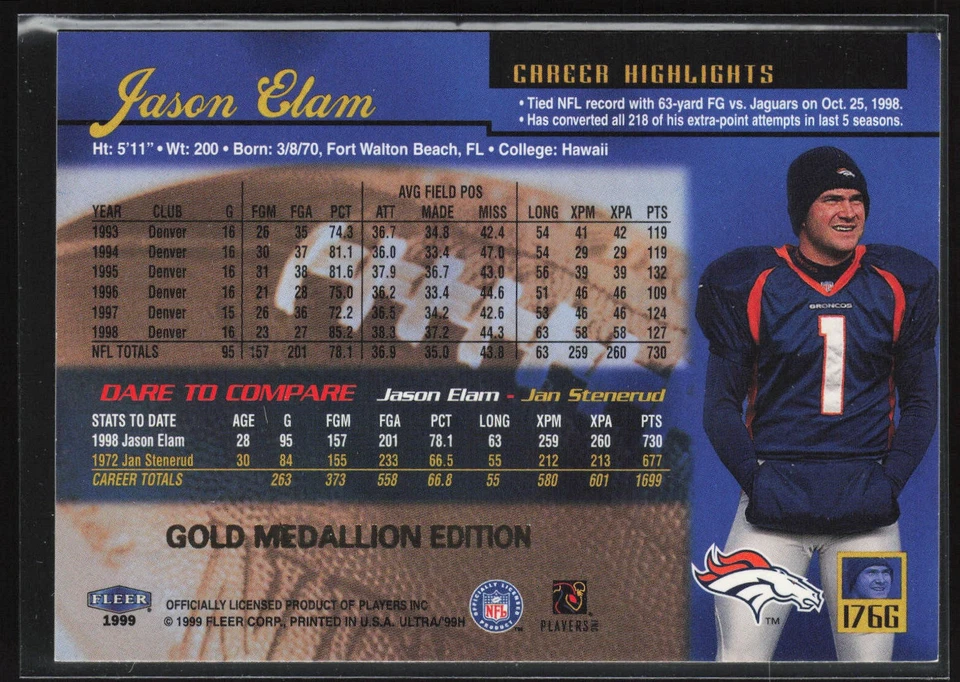 Jason Elam
CAREER HIGHLIGHTS
• Tied NFL record with 63-yard FG vs. Jaguars on Oct. 25, 1998.
• Has converted all 218 of his extra-point attempts in last 5 seasons.
Ht: 5'11" • Wt: 200 • Born: 3/8/70, Fort Walton Beach, FL • College: Hawaii
AVG FIELD POS
YEAR CLUB G FGM FGA PCT ATT MADE MISS LONG XPM XPA PTS
1993 Denver 16 26 35 74.3 36.7 34.8 42.4 54 41 42 119
1994 Denver 16 30 37 81.1 36.0 33.4 47.0 54 29 29 119
1995 Denver 16 31 38 81.6 37.9 36.7 43.0 56 39 39 132
1996 Denver 16 21 28 75.0 36.2 33.4 44.6 51 46 46 109
1997 Denver 15 26 36 72.2 36.5 34.2 42.6 53 46 46 124
1998 Denver 16 23 27 85.2 38.3 37.2 44.3 63 58 58 127
NFL TOTALS 95 157 201 78.1 36.9 35.0 43.8 63 259 260 730
DARE TO COMPARE Jason Elam - Jan Stenerud
STATS TO DATE AGE G FGM FGA PCT LONG XPM XPA PTS
1998 Jason Elam 28 95 157 201 78.1 63 259 260 730
1972 Jan Stenerud 30 84 155 233 66.5 55 212 213 677
CAREER TOTALS 263 373 558 66.8 55 580 601 1699
BRONCOS
1
GOLD MEDALLION EDITION
FLEER
1999
OFFICIALLY LICENSED PRODUCT OF PLAYERS INC
© 1999 FLEER CORP., PRINTED IN U.S.A. ULTRA/99H
OFFICIALLY LICENSED PRODUCT
NFL
TM
PLAYERS INC
TM
176G